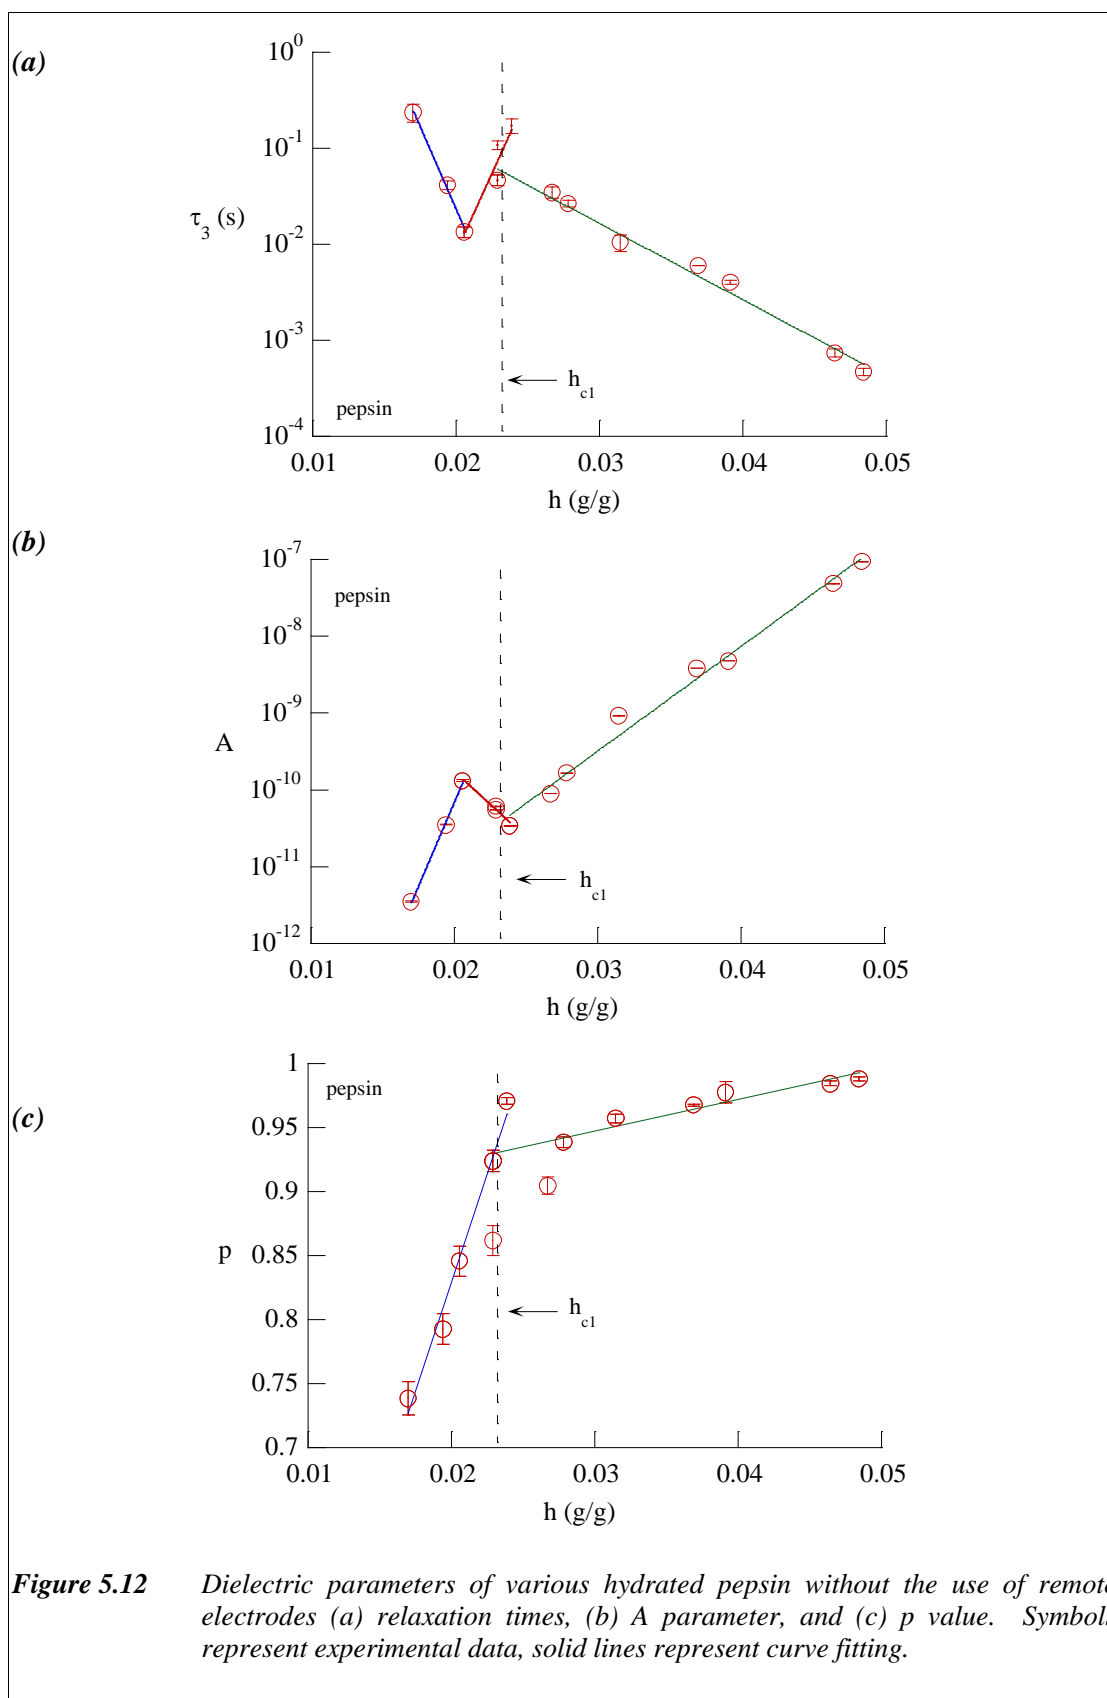 (a)
10^0
10^-1
τ_3 (s)
10^-2
10^-3
h_c1
pepsin
10^-4
0.01 0.02 0.03 0.04 0.05
h (g/g)
(b)
10^-7
pepsin
10^-8
10^-9
A
10^-10
10^-11
h_c1
10^-12
0.01 0.02 0.03 0.04 0.05
h (g/g)
1
pepsin
(c)
0.95
0.9
p
0.85
h_c1
0.8
0.75
0.7
0.01 0.02 0.03 0.04 0.05
h (g/g)
Figure 5.12 Dielectric parameters of various hydrated pepsin without the use of remot
electrodes (a) relaxation times, (b) A parameter, and (c) p value. Symbol
represent experimental data, solid lines represent curve fitting.